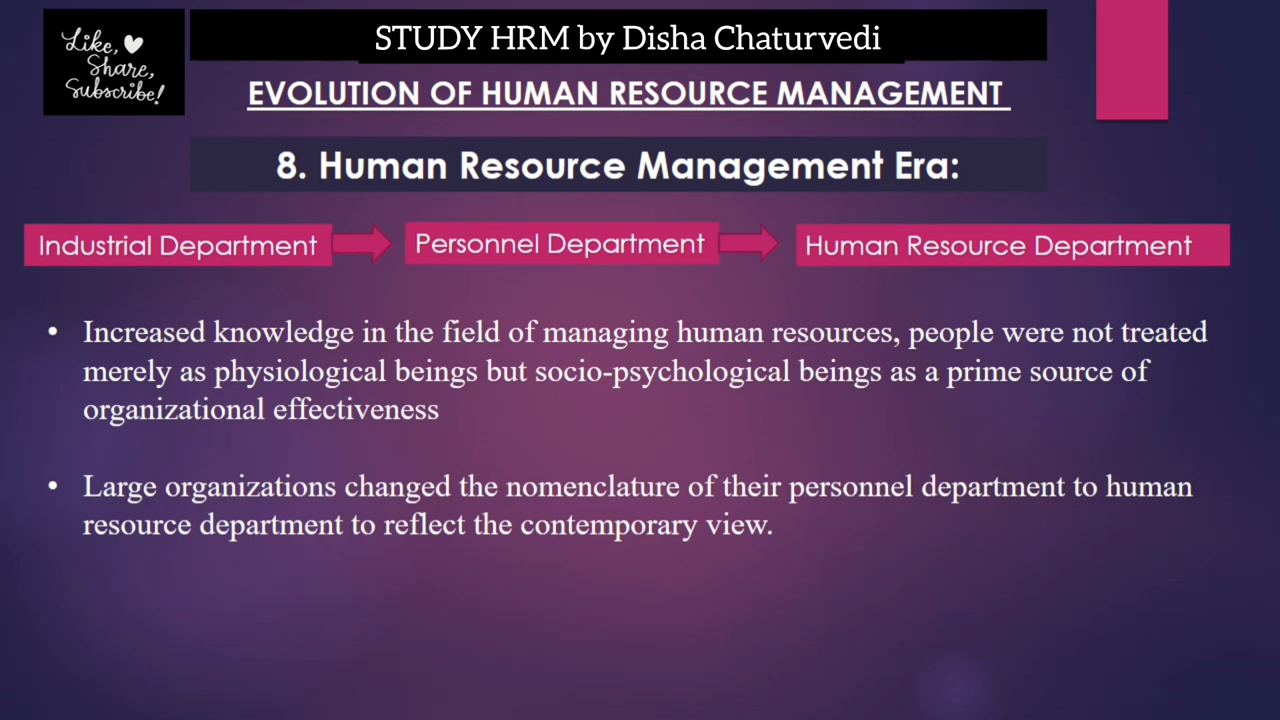 Like,
Share,
Subscribe!
STUDY HRM by Disha Chaturvedi
EVOLUTION OF HUMAN RESOURCE MANAGEMENT
8. Human Resource Management Era:
Industrial Department
Personnel Department
Human Resource Department
• Increased knowledge in the field of managing human resources, people were not treated
merely as physiological beings but socio-psychological beings as a prime source of
organizational effectiveness
• Large organizations changed the nomenclature of their personnel department to human
resource department to reflect the contemporary view.